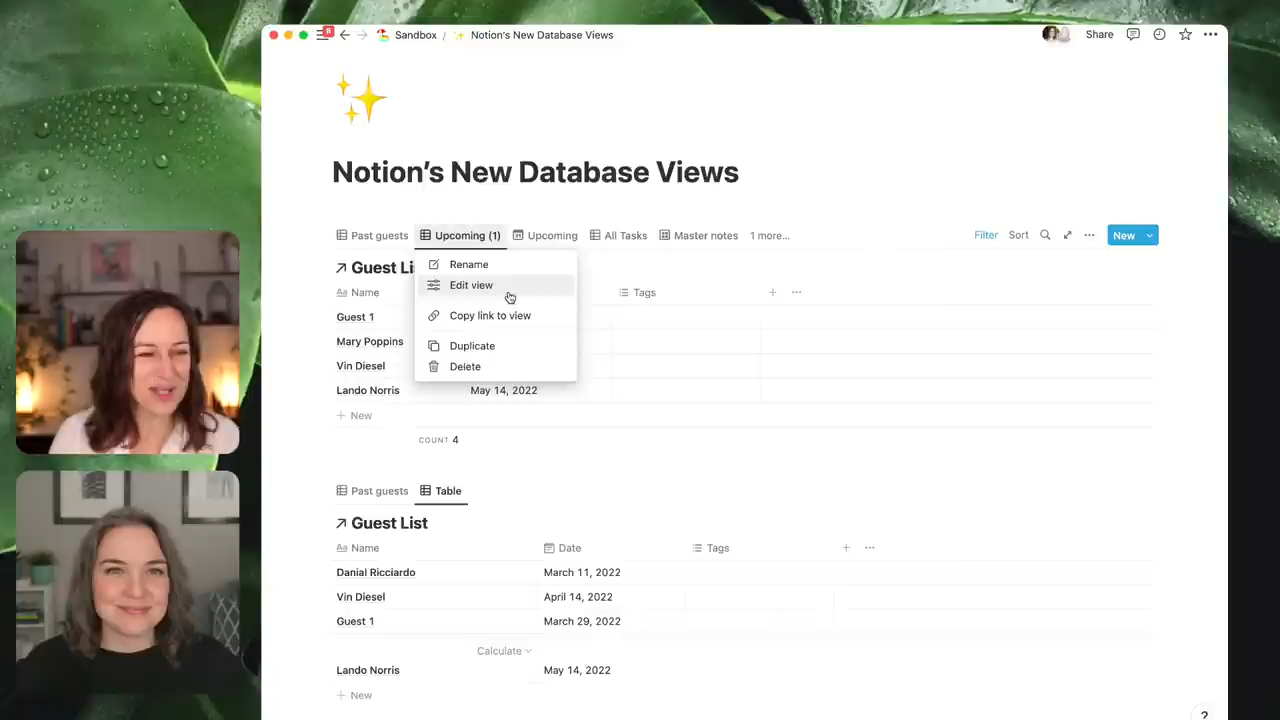 8
Sandbox / Notion's New Database Views
Share
Notion's New Database Views
Past guests Upcoming (1) Upcoming All Tasks Master notes 1 more...
Filter Sort New
Guest Li
Rename
Edit view
Copy link to view
Duplicate
Delete
Aa Name Tags
Guest 1
Mary Poppins
Vin Diesel
Lando Norris May 14, 2022
+ New
COUNT 4
Past guests Table
Guest List
Aa Name Date Tags
Danial Ricciardo March 11, 2022
Vin Diesel April 14, 2022
Guest 1 March 29, 2022
Calculate
Lando Norris May 14, 2022
+ New
?